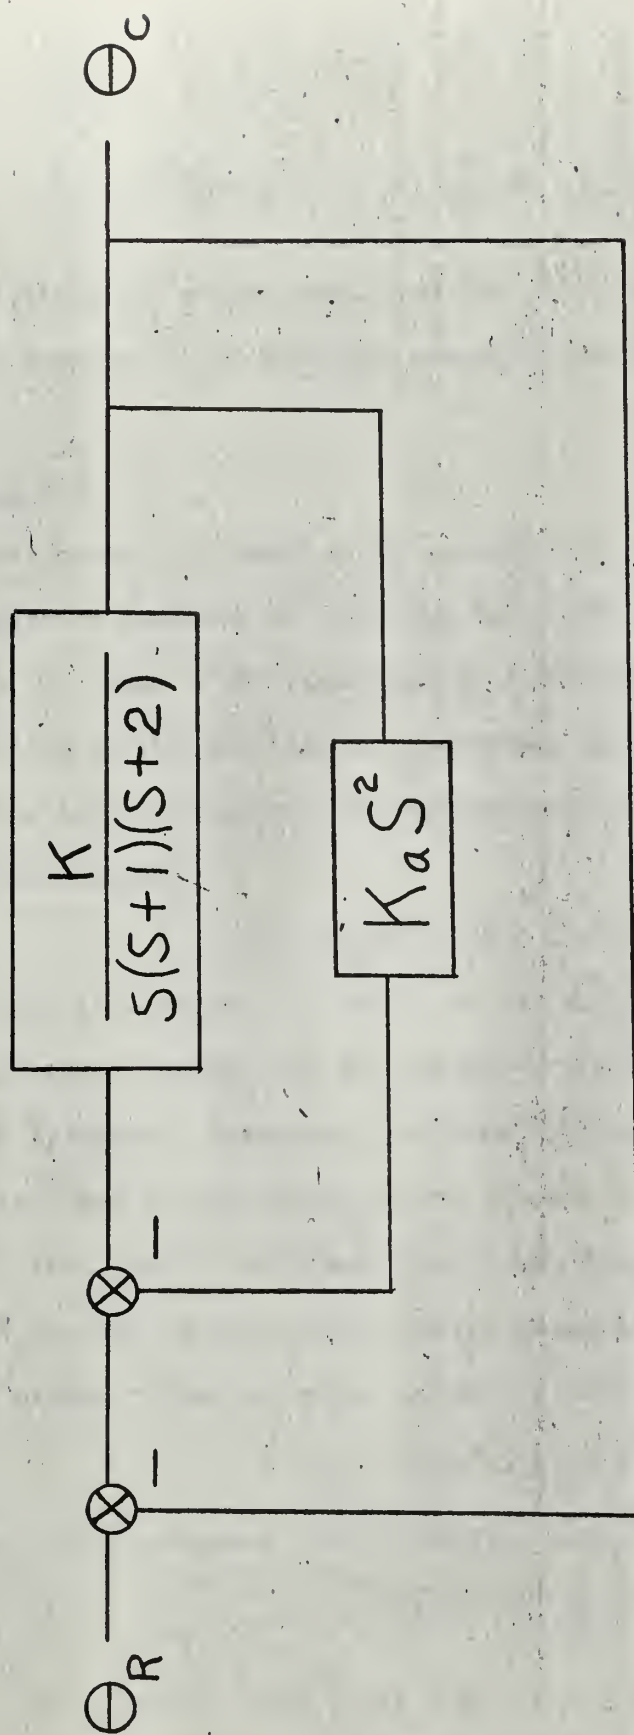 θR
−
−
K
S(S+1)(S+2)
KaS²
θC